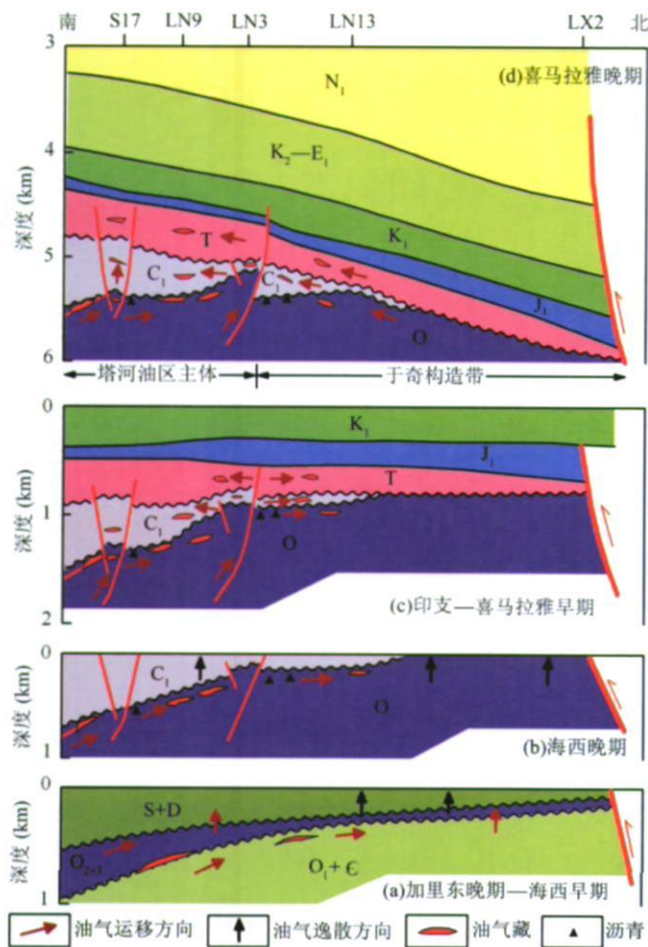 南 S17 LN9 LN3 LN13 LX2 北
3
(d)喜马拉雅晚期
N₁
4
K₂—E₁
深度 (km)
K₁
T
5
C₁
C₁
J₁
O
6
塔河油区主体
于奇构造带
0
K₁
J₁
深度 (km)
T
1
C₁
O
(c)印支—喜马拉雅早期
2
0
C₁
深度 (km)
O
1
(b)海西晚期
0
S+D
深度 (km)
O₁+Є
1
(a)加里东晚期—海西早期
油气运移方向
油气逸散方向
油气藏
沥青